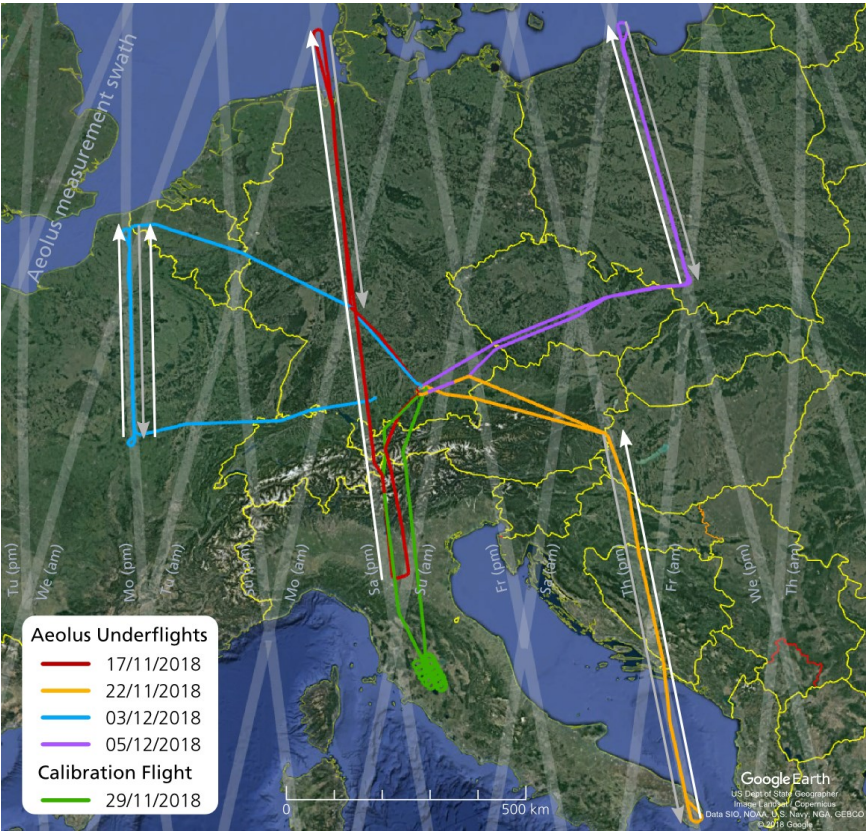 Aeolus measurement swath
Tu (pm)
We (am)
Mo (pm)
Tu (am)
Mo (am)
Sa (pm)
Su (am)
Fr (pm)
Sa (am)
Th (pm)
Fr (am)
We (pm)
Th (am)
Aeolus Underflights
17/11/2018
22/11/2018
03/12/2018
05/12/2018
Calibration Flight
29/11/2018
0
500 km
Google Earth
US Dept of State Geographer
Image Landsat / Copernicus
Data SIO, NOAA, U.S. Navy, NGA, GEBCO
© 2018 Google